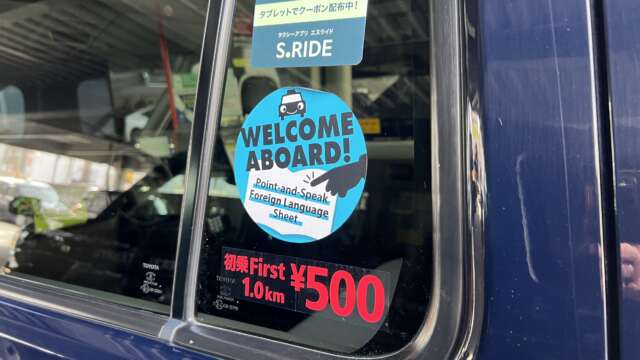 タブレットでクーポン配布中！
タクシーアプリ エスライド
S.RIDE
WELCOME
ABOARD!
Point-and-Speak
Foreign Language
Sheet
初乗 First
1.0km
¥500
TOYOTA